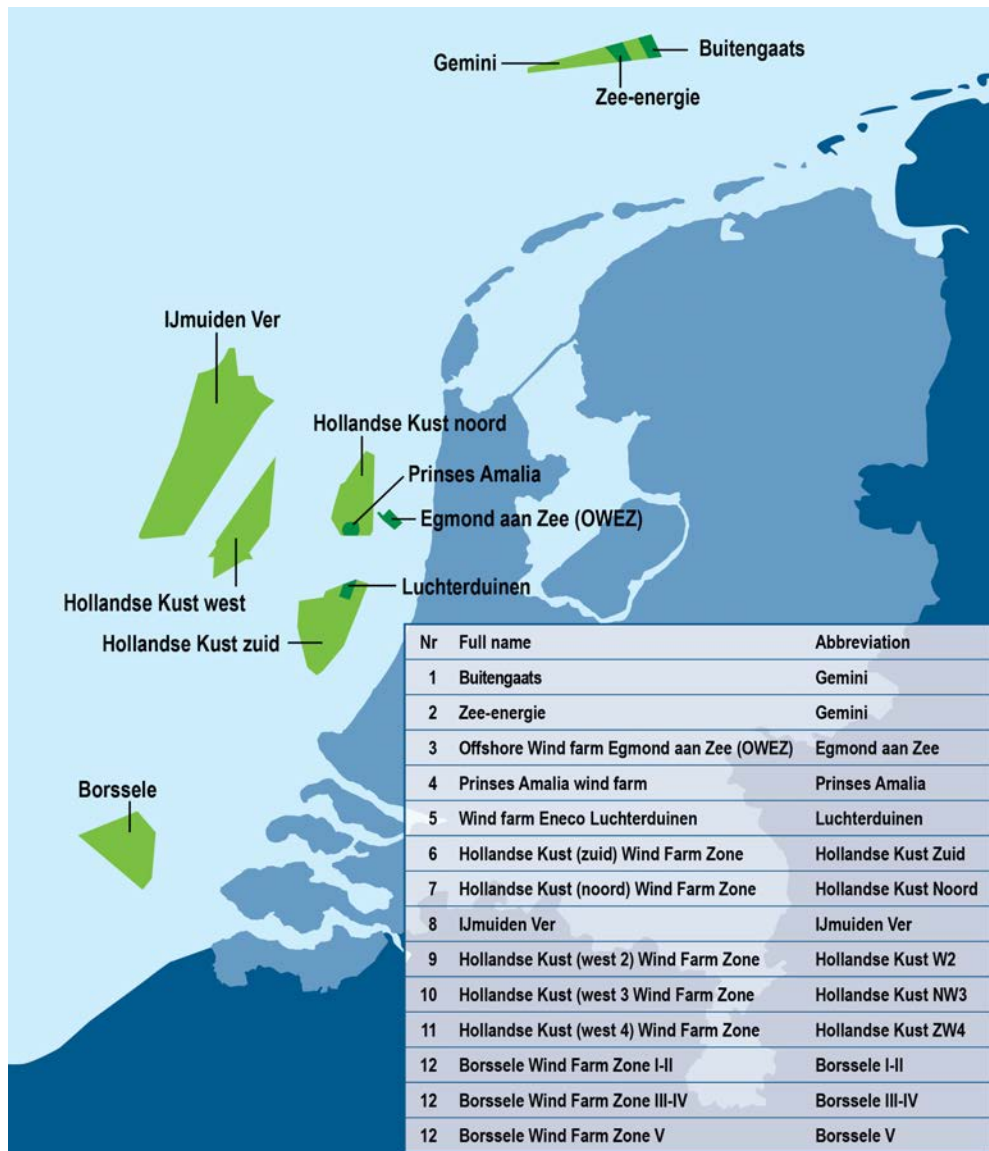 Gemini
Buitengaats
Zee-energie
IJmuiden Ver
Hollandse Kust noord
Prinses Amalia
Egmond aan Zee (OWEZ)
Luchterduinen
Hollandse Kust west
Hollandse Kust zuid
Borssele
Nr Full name Abbreviation
1 Buitengaats Gemini
2 Zee-energie Gemini
3 Offshore Wind farm Egmond aan Zee (OWEZ) Egmond aan Zee
4 Prinses Amalia wind farm Prinses Amalia
5 Wind farm Eneco Luchterduinen Luchterduinen
6 Hollandse Kust (zuid) Wind Farm Zone Hollandse Kust Zuid
7 Hollandse Kust (noord) Wind Farm Zone Hollandse Kust Noord
8 IJmuiden Ver IJmuiden Ver
9 Hollandse Kust (west 2) Wind Farm Zone Hollandse Kust W2
10 Hollandse Kust (west 3 Wind Farm Zone Hollandse Kust NW3
11 Hollandse Kust (west 4) Wind Farm Zone Hollandse Kust ZW4
12 Borssele Wind Farm Zone I-II Borssele I-II
12 Borssele Wind Farm Zone III-IV Borssele III-IV
12 Borssele Wind Farm Zone V Borssele V